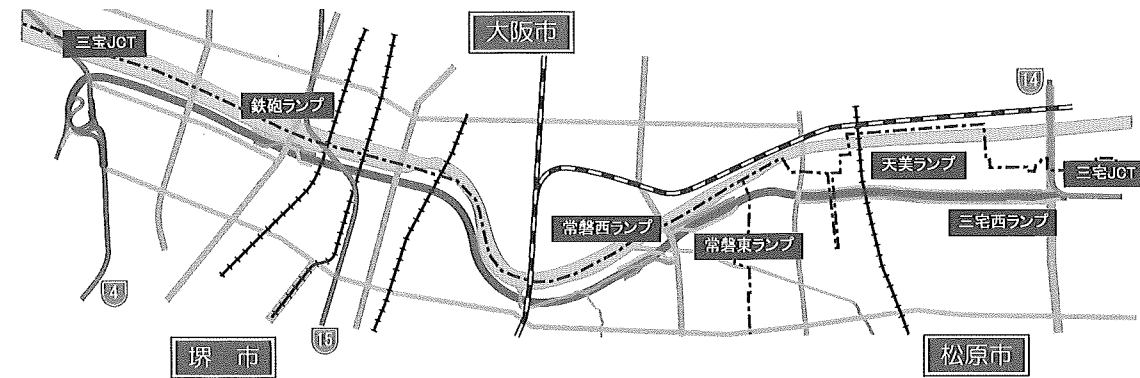 大阪市
三宝JCT
鉄砲ランプ
14
天美ランプ
三宅JCT
常磐西ランプ
常磐東ランプ
三宅西ランプ
4
15
堺 市
松原市